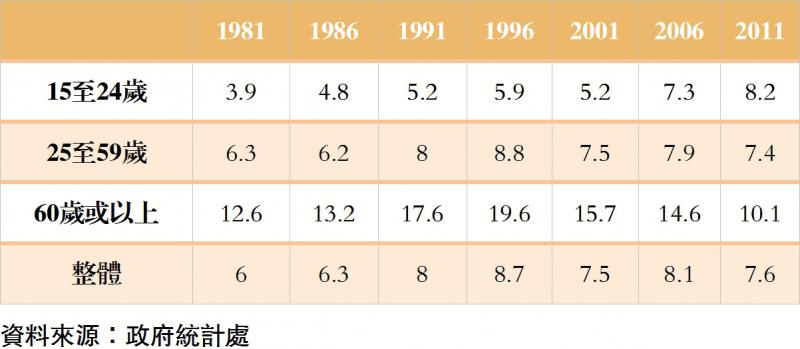 1981 1986 1991 1996 2001 2006 2011
15至24歲 3.9 4.8 5.2 5.9 5.2 7.3 8.2
25至59歲 6.3 6.2 8 8.8 7.5 7.9 7.4
60歲或以上 12.6 13.2 17.6 19.6 15.7 14.6 10.1
整體 6 6.3 8 8.7 7.5 8.1 7.6
資料來源：政府統計處